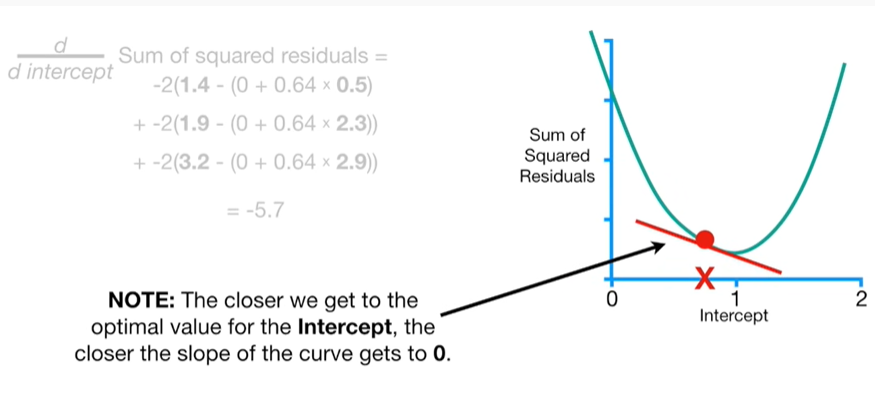 d
d intercept
Sum of squared residuals =
-2(1.4 - (0 + 0.64 × 0.5)
+ -2(1.9 - (0 + 0.64 × 2.3))
+ -2(3.2 - (0 + 0.64 × 2.9))
= -5.7
NOTE: The closer we get to the
optimal value for the Intercept, the
closer the slope of the curve gets to 0.
Sum of
Squared
Residuals
X
0
1
2
Intercept